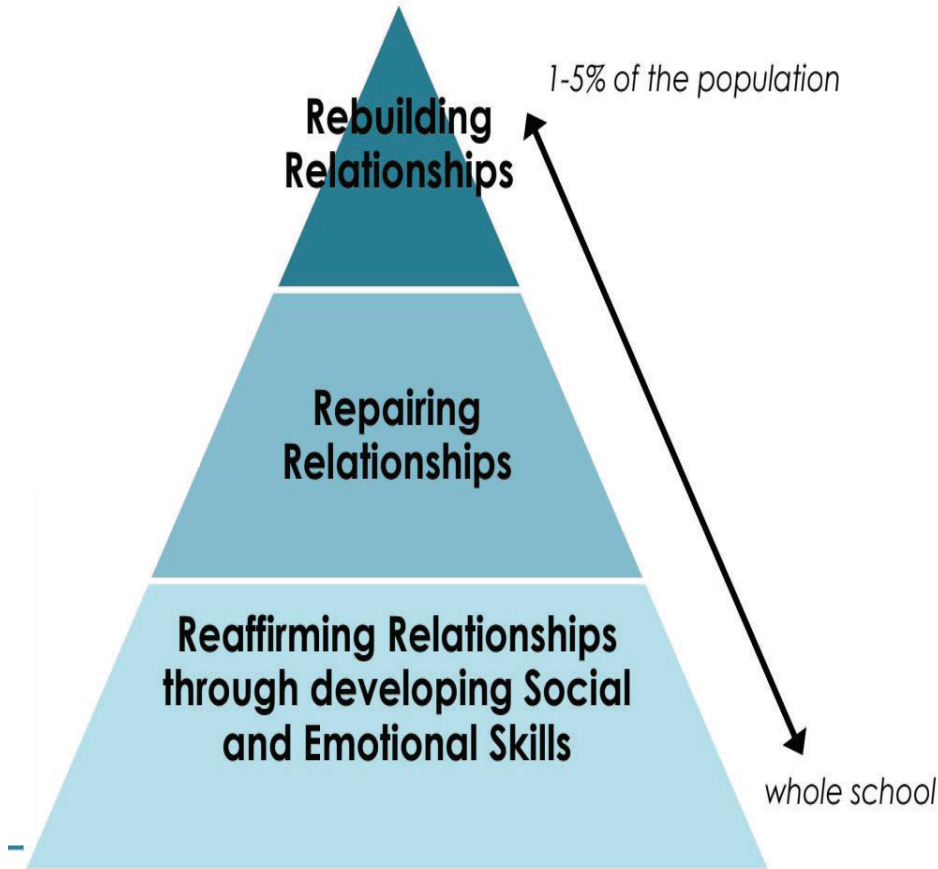 1-5% of the population
Rebuilding
Relationships
Repairing
Relationships
Reaffirming Relationships
through developing Social
and Emotional Skills
whole school